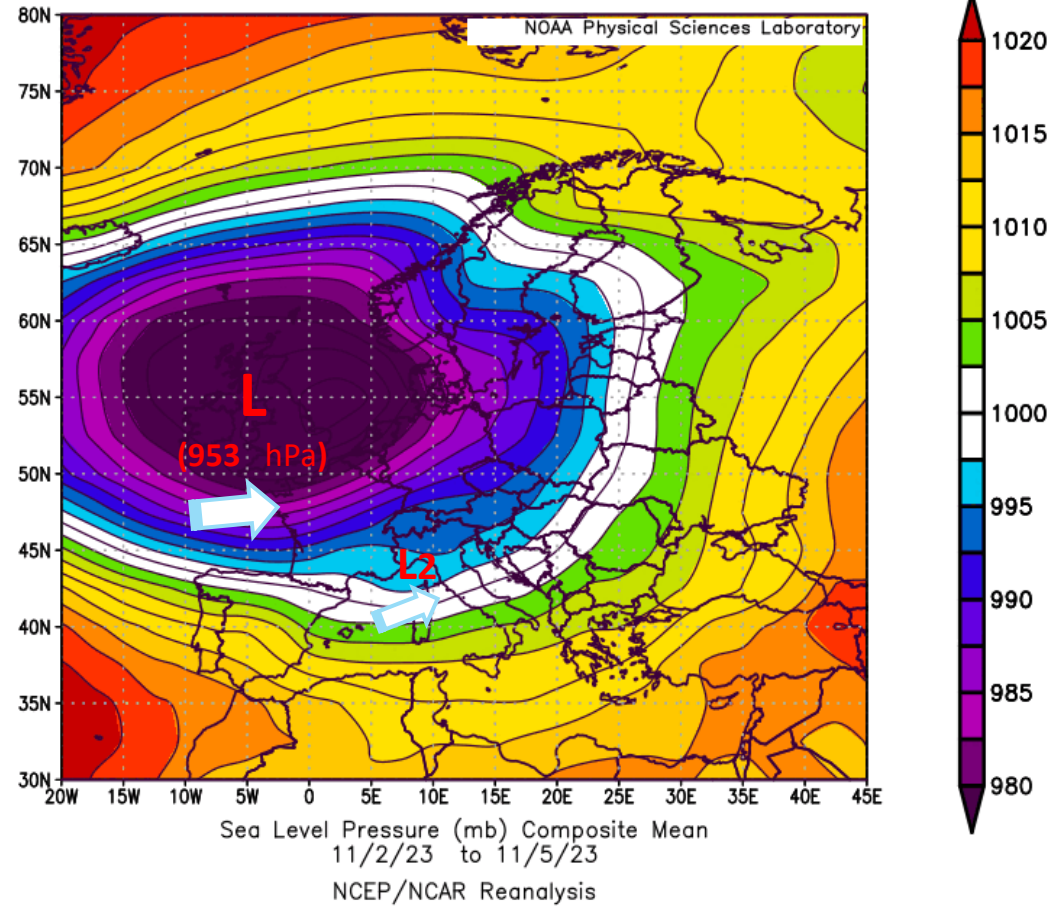 NOAA Physical Sciences Laboratory
80N
75N
70N
65N
60N
55N
50N
45N
40N
35N
30N
L
(953 hPa)
L2
20W 15W 10W 5W 0 5E 10E 15E 20E 25E 30E 35E 40E 45E
1020
1015
1010
1005
1000
995
990
985
980
Sea Level Pressure (mb) Composite Mean
11/2/23 to 11/5/23
NCEP/NCAR Reanalysis